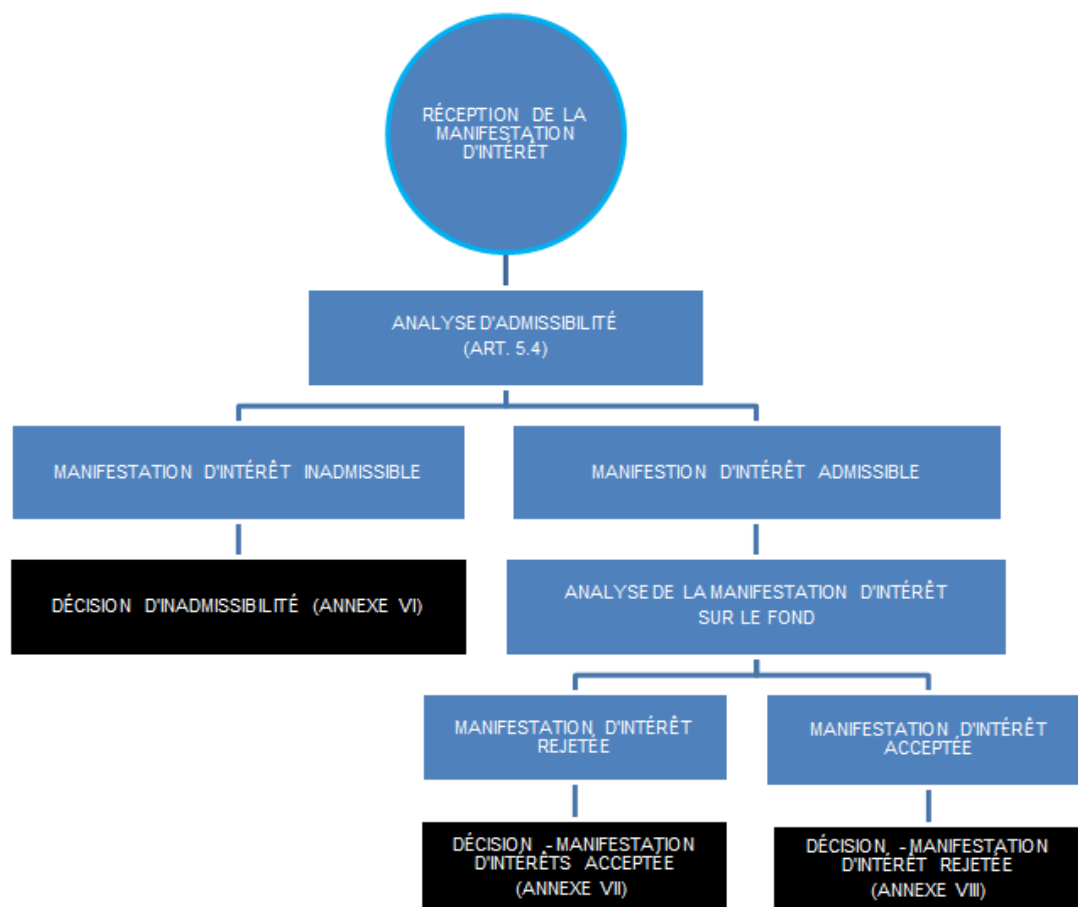 RÉCEPTION DE LA
MANIFESTATION
D'INTÉRÊT
ANALYSE D'ADMISSIBILITÉ
(ART. 5.4)
MANIFESTATION D'INTÉRÊT INADMISSIBLE
MANIFESTION D'INTÉRÊT ADMISSIBLE
DÉCISION D'INADMISSIBILITÉ (ANNEXE VI)
ANALYSE DE LA MANIFESTATION D'INTÉRÊT
SUR LE FOND
MANIFESTATION D'INTÉRÊT
REJETÉE
MANIFESTATION D'INTÉRÊT
ACCEPTÉE
DÉCISION - MANIFESTATION
D'INTÉRÊTS ACCEPTÉE
(ANNEXE VII)
DÉCISION - MANIFESTATION
D'INTÉRÊT REJETÉE
(ANNEXE VIII)